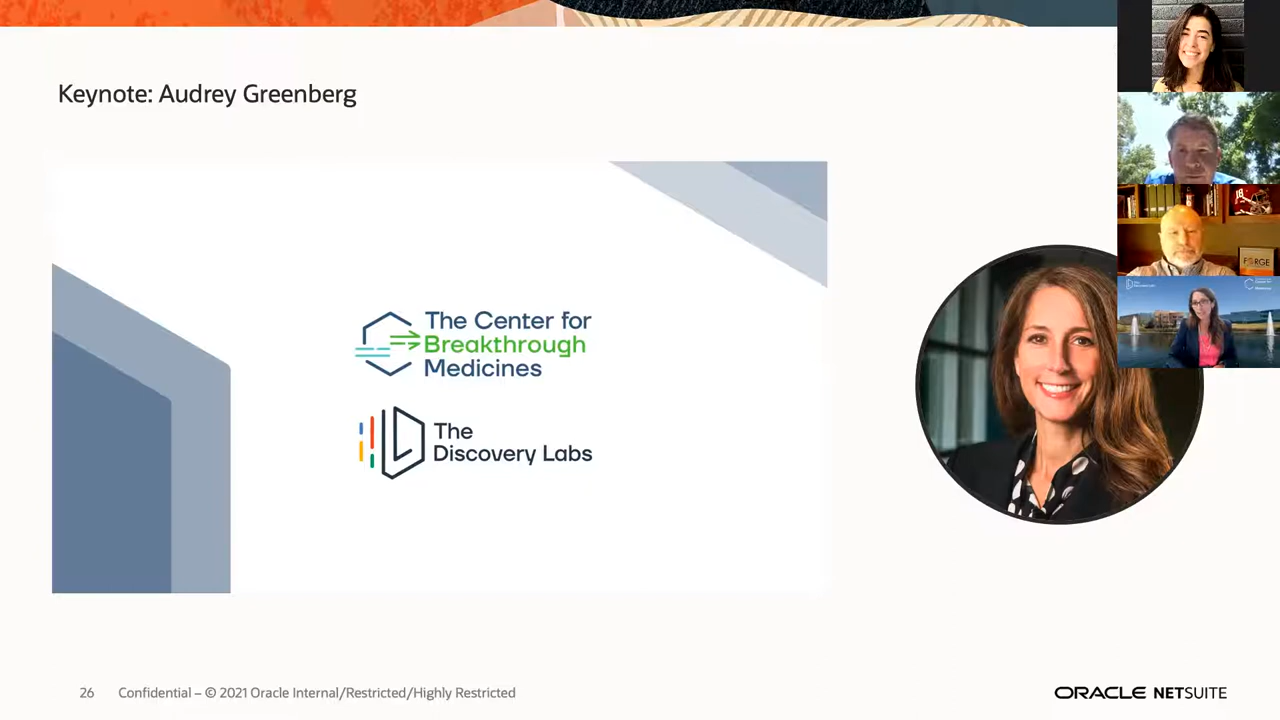 Keynote: Audrey Greenberg
The Center for
Breakthrough
Medicines
The
Discovery Labs
FORGE
26 Confidential – © 2021 Oracle Internal/Restricted/Highly Restricted
ORACLE NETSUITE